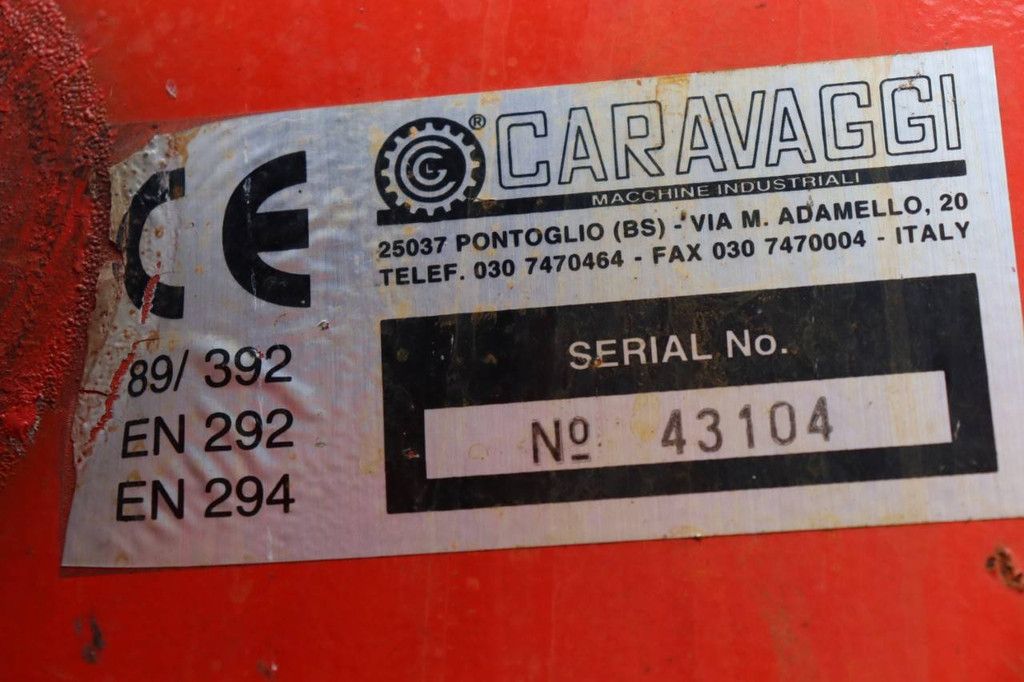 CE
89/ 392
EN 292
EN 294
CG ® CARAVAGGI
MACCHINE INDUSTRIALI
25037 PONTOGLIO (BS) - VIA M. ADAMELLO, 20
TELEF. 030 7470464 - FAX 030 7470004 - ITALY
SERIAL No.
Nº 43104